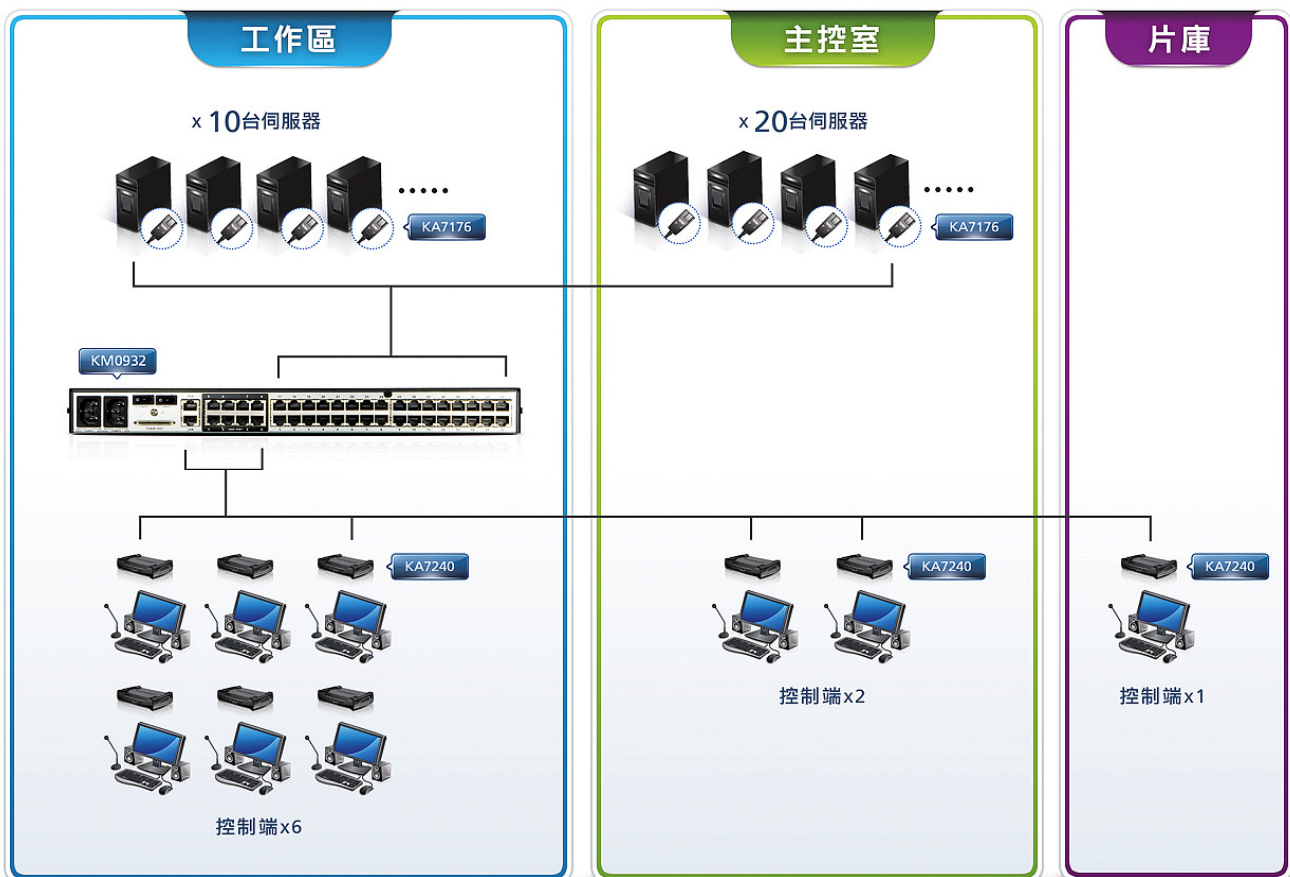 工作區
主控室
片庫
x 10台伺服器
x 20台伺服器
.....
.....
KA7176
KA7176
KM0932
KA7240
KA7240
KA7240
控制端x2
控制端x1
控制端x6